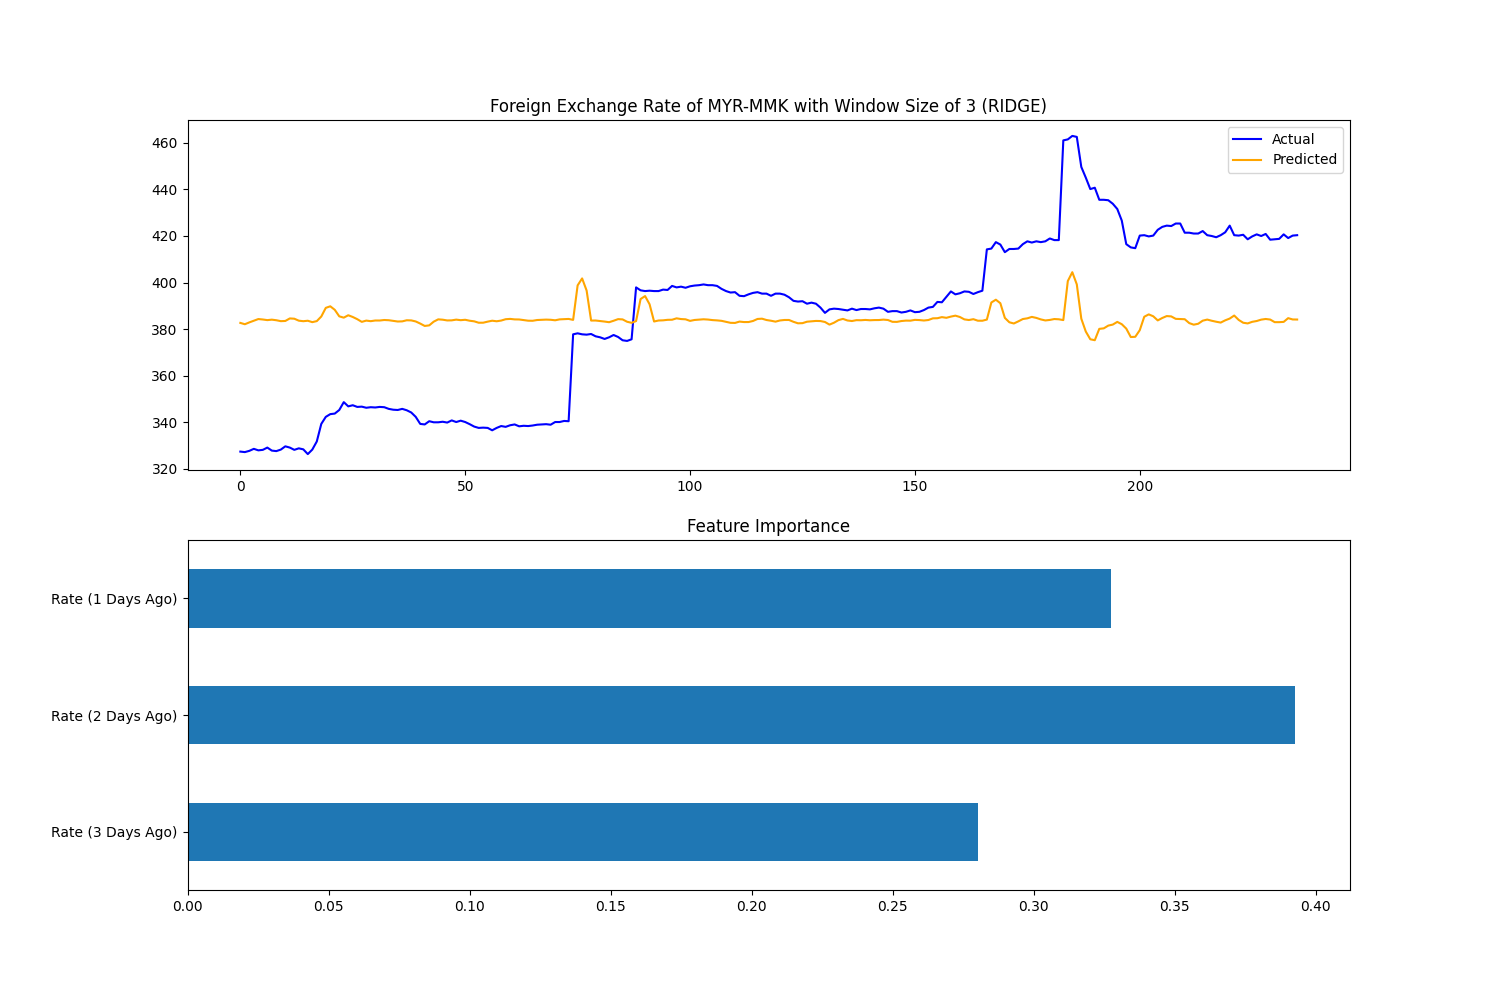 Foreign Exchange Rate of MYR-MMK with Window Size of 3 (RIDGE)
460
440
420
400
380
360
340
320
Actual
Predicted
0 50 100 150 200
Feature Importance
Rate (1 Days Ago)
Rate (2 Days Ago)
Rate (3 Days Ago)
0.00 0.05 0.10 0.15 0.20 0.25 0.30 0.35 0.40